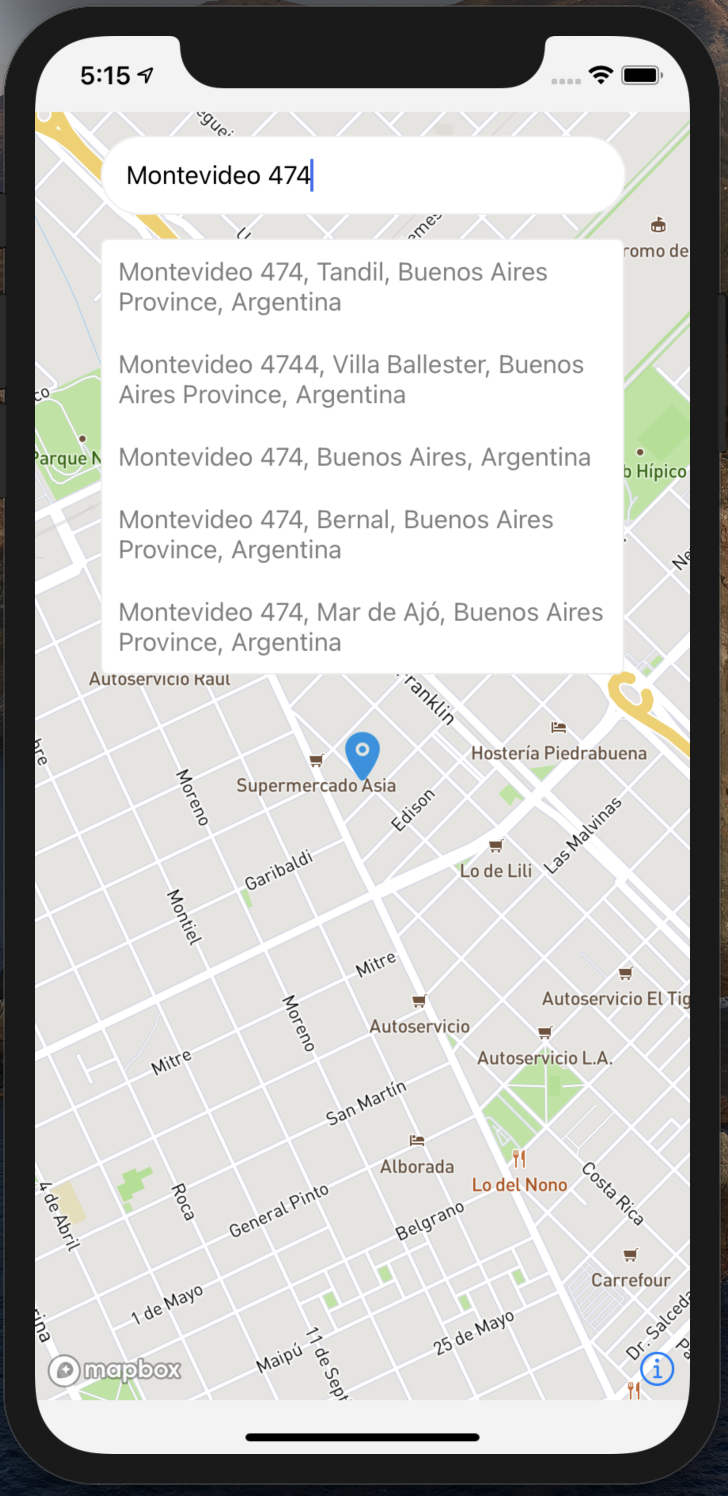 5:15
eguei
Montevideo 474
romo de
Montevideo 474, Tandil, Buenos Aires
Province, Argentina
Montevideo 4744, Villa Ballester, Buenos
Aires Province, Argentina
Montevideo 474, Buenos Aires, Argentina
Parque N
b Hípico
Montevideo 474, Bernal, Buenos Aires
Province, Argentina
Montevideo 474, Mar de Ajó, Buenos Aires
Province, Argentina
Autoservicio Raul
Franklin
Hostería Piedrabuena
Supermercado Asia
Moreno
Edison
Las Malvinas
Garibaldi
Lo de Lili
Montiel
Mitre
Autoservicio El Tig
Autoservicio
Moreno
Autoservicio L.A.
Mitre
San Martín
Alborada
Lo del Nono
4 de Abril
Roca
General Pinto
Costa Rica
Belgrano
Carrefour
1 de Mayo
25 de Mayo
Dr. Salceda
Maipú
11 de Sept
mapbox